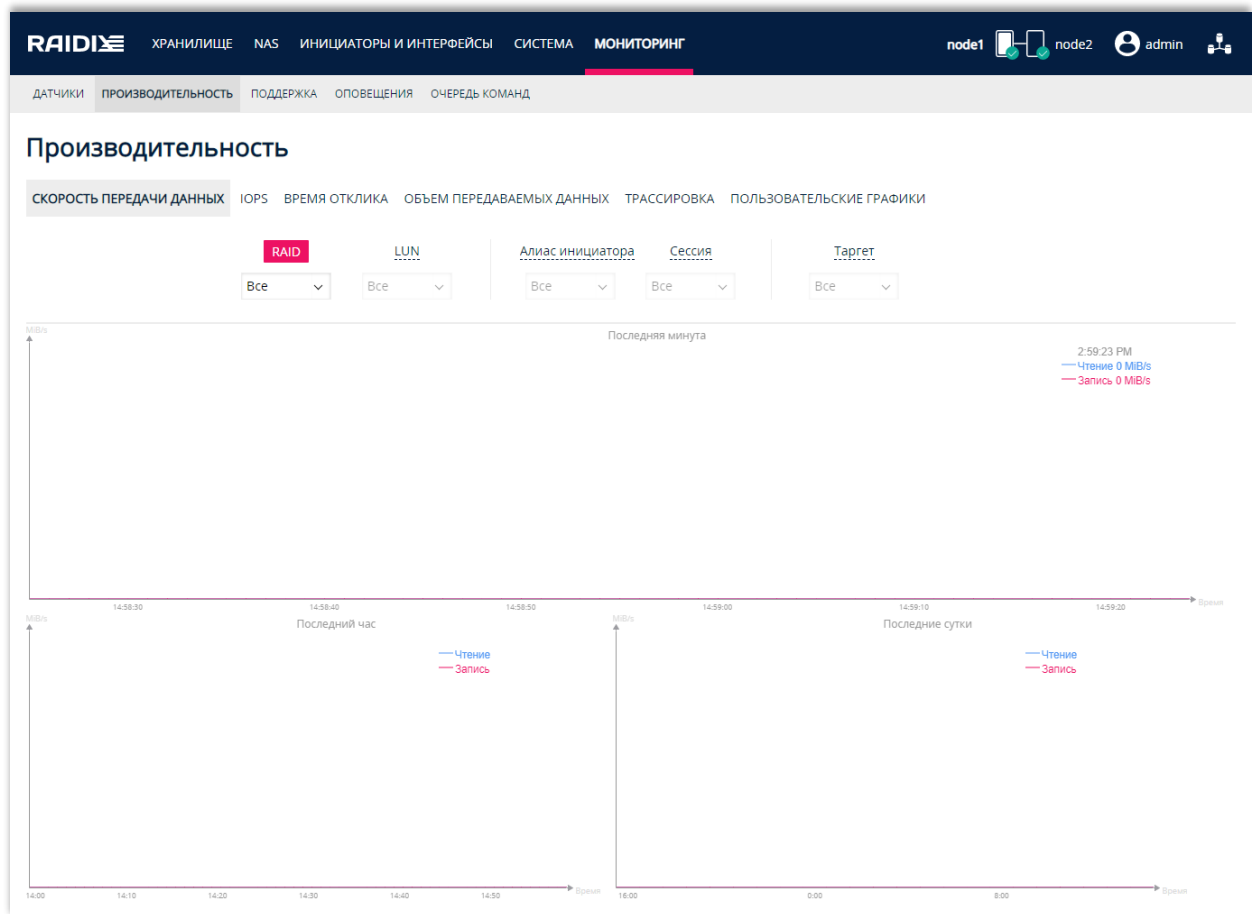 RAIDIX ХРАНИЛИЩЕ NAS ИНИЦИАТОРЫ И ИНТЕРФЕЙСЫ СИСТЕМА МОНИТОРИНГ node1 node2 admin
ДАТЧИКИ ПРОИЗВОДИТЕЛЬНОСТЬ ПОДДЕРЖКА ОПОВЕЩЕНИЯ ОЧЕРЕДЬ КОМАНД
Производительность
СКОРОСТЬ ПЕРЕДАЧИ ДАННЫХ IOPS ВРЕМЯ ОТКЛИКА ОБЪЕМ ПЕРЕДАВАЕМЫХ ДАННЫХ ТРАССИРОВКА ПОЛЬЗОВАТЕЛЬСКИЕ ГРАФИКИ
RAID LUN Алиас инициатора Сессия Таргет
Все Все Все Все Все
MiB/s Последняя минута
2:59:23 PM
Чтение 0 MiB/s
Запись 0 MiB/s
14:58:30 14:58:40 14:58:50 14:59:00 14:59:10 14:59:20 Время
MiB/s Последний час MiB/s Последние сутки
Чтение Чтение
Запись Запись
14:00 14:10 14:20 14:30 14:40 14:50 Время 16:00 0:00 8:00 Время